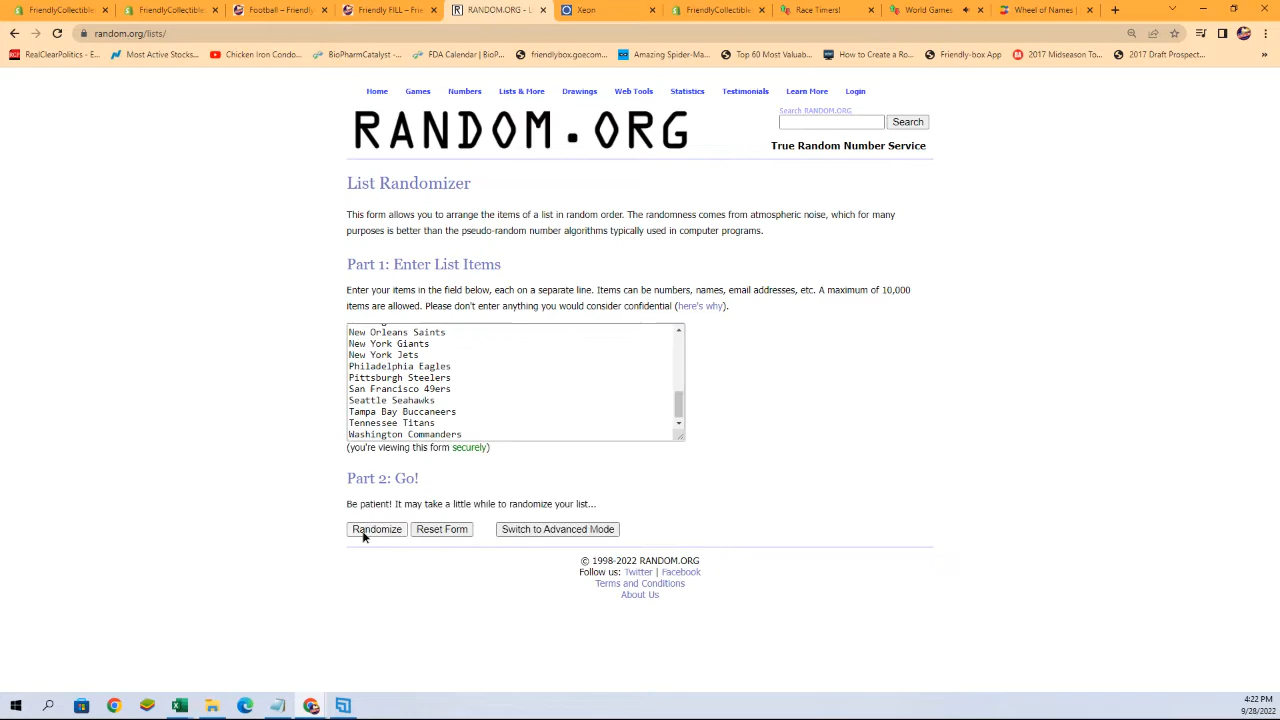 FriendlyCollectible
FriendlyCollectible
Football – Friendly
Friendly FILL – Fri
RANDOM.ORG - L
Xeon
FriendlyCollectible
Race Timers!
World Games
Wheel of Names |
random.org/lists/
RealClearPolitics - E...
Most Active Stocks...
Chicken Iron Condo...
BioPharmCatalyst -...
FDA Calendar | BioP...
friendlybox.goecom...
Amazing Spider-Ma...
Top 60 Most Valuab...
How to Create a Ro...
Friendly-box App
2017 Midseason To...
2017 Draft Prospect...
»
Home Games Numbers Lists & More Drawings Web Tools Statistics Testimonials Learn More Login
RANDOM.ORG
Search RANDOM.ORG
Search
True Random Number Service
List Randomizer
This form allows you to arrange the items of a list in random order. The randomness comes from atmospheric noise, which for many
purposes is better than the pseudo-random number algorithms typically used in computer programs.
Part 1: Enter List Items
Enter your items in the field below, each on a separate line. Items can be numbers, names, email addresses, etc. A maximum of 10,000
items are allowed. Please don't enter anything you would consider confidential (here's why).
New Orleans Saints
New York Giants
New York Jets
Philadelphia Eagles
Pittsburgh Steelers
San Francisco 49ers
Seattle Seahawks
Tampa Bay Buccaneers
Tennessee Titans
Washington Commanders
(you're viewing this form securely)
Part 2: Go!
Be patient! It may take a little while to randomize your list...
Randomize Reset Form Switch to Advanced Mode
© 1998-2022 RANDOM.ORG
Follow us: Twitter | Facebook
Terms and Conditions
About Us
4:22 PM
9/28/2022